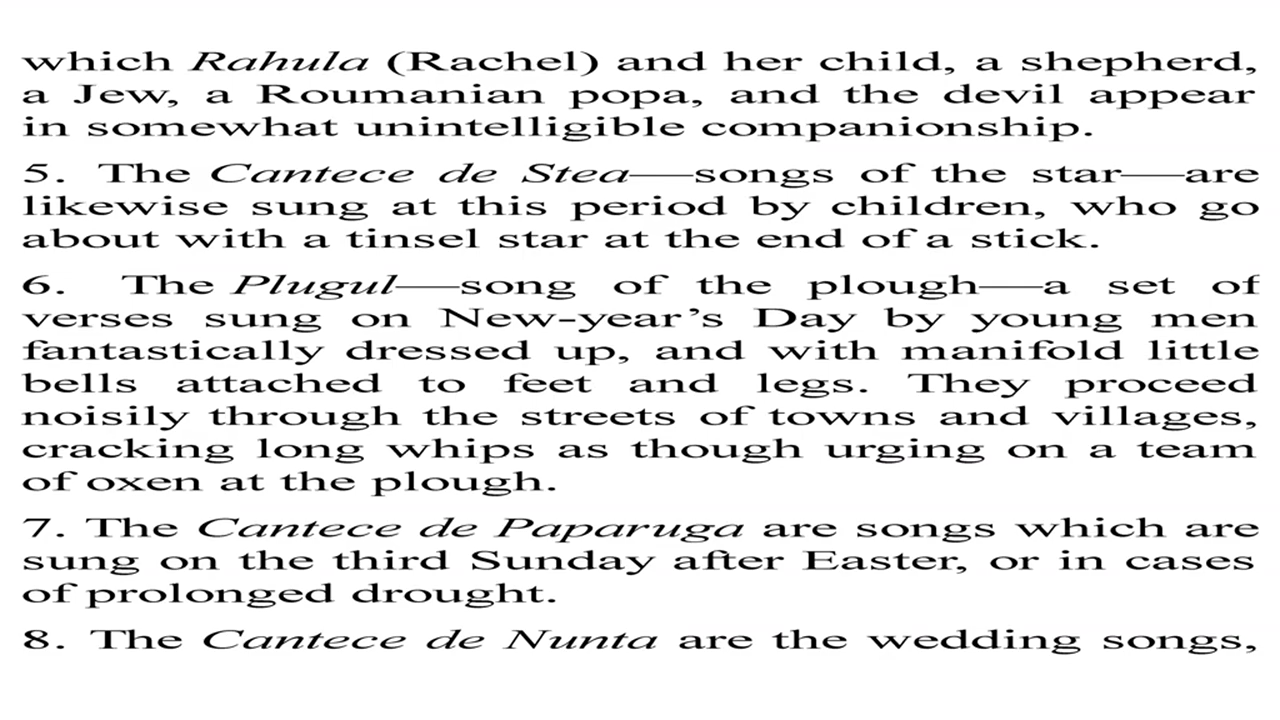 which Rahula (Rachel) and her child, a shepherd,
a Jew, a Roumanian popa, and the devil appear
in somewhat unintelligible companionship.
5. The Cantece de Stea—songs of the star—are
likewise sung at this period by children, who go
about with a tinsel star at the end of a stick.
6. The Plugul—song of the plough—a set of
verses sung on New-year’s Day by young men
fantastically dressed up, and with manifold little
bells attached to feet and legs. They proceed
noisily through the streets of towns and villages,
cracking long whips as though urging on a team
of oxen at the plough.
7. The Cantece de Paparuga are songs which are
sung on the third Sunday after Easter, or in cases
of prolonged drought.
8. The Cantece de Nunta are the wedding songs,